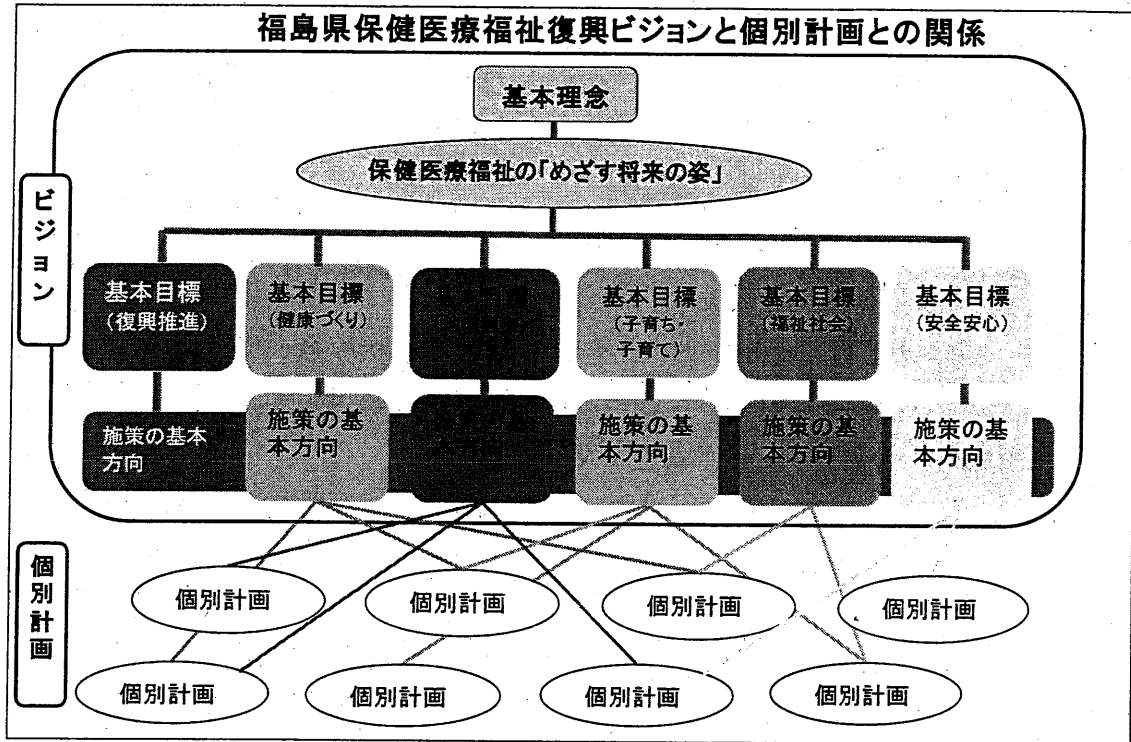 福島県保健医療福祉復興ビジョンと個別計画との関係
基本理念
保健医療福祉の「めざす将来の姿」
ビジョン
基本目標
(復興推進)
基本目標
(健康づくり)
基本目標
基本目標
(子育ち・
子育て)
基本目標
(福祉社会)
基本目標
(安全安心)
施策の基本
方向
施策の基
本方向
施策の基
本方向
施策の基
本方向
施策の基
本方向
個別計画
個別計画
個別計画
個別計画
個別計画
個別計画
個別計画
個別計画
個別計画